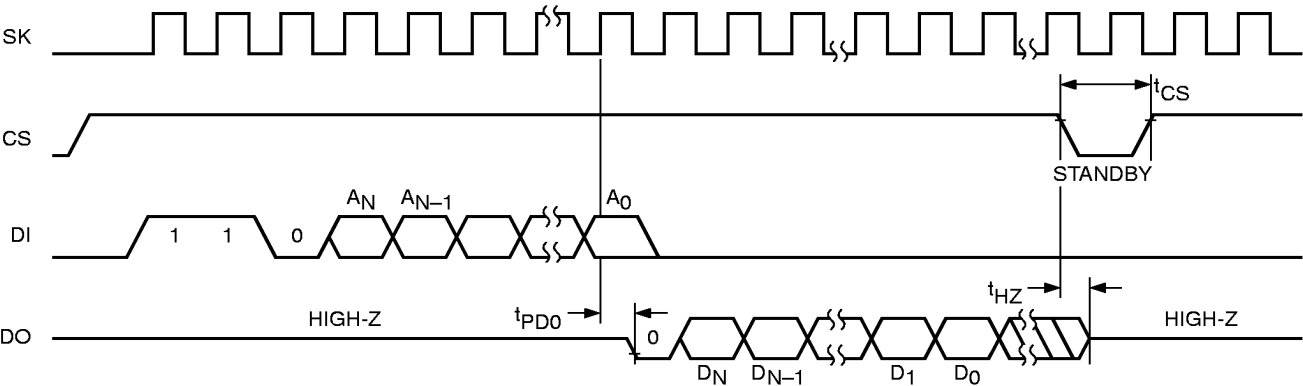 SK
CS
tCS
STANDBY
DI
1 1 0 AN AN–1 A0
tHZ
DO
HIGH-Z
tPD0
0
HIGH-Z
DN DN–1 D1 D0